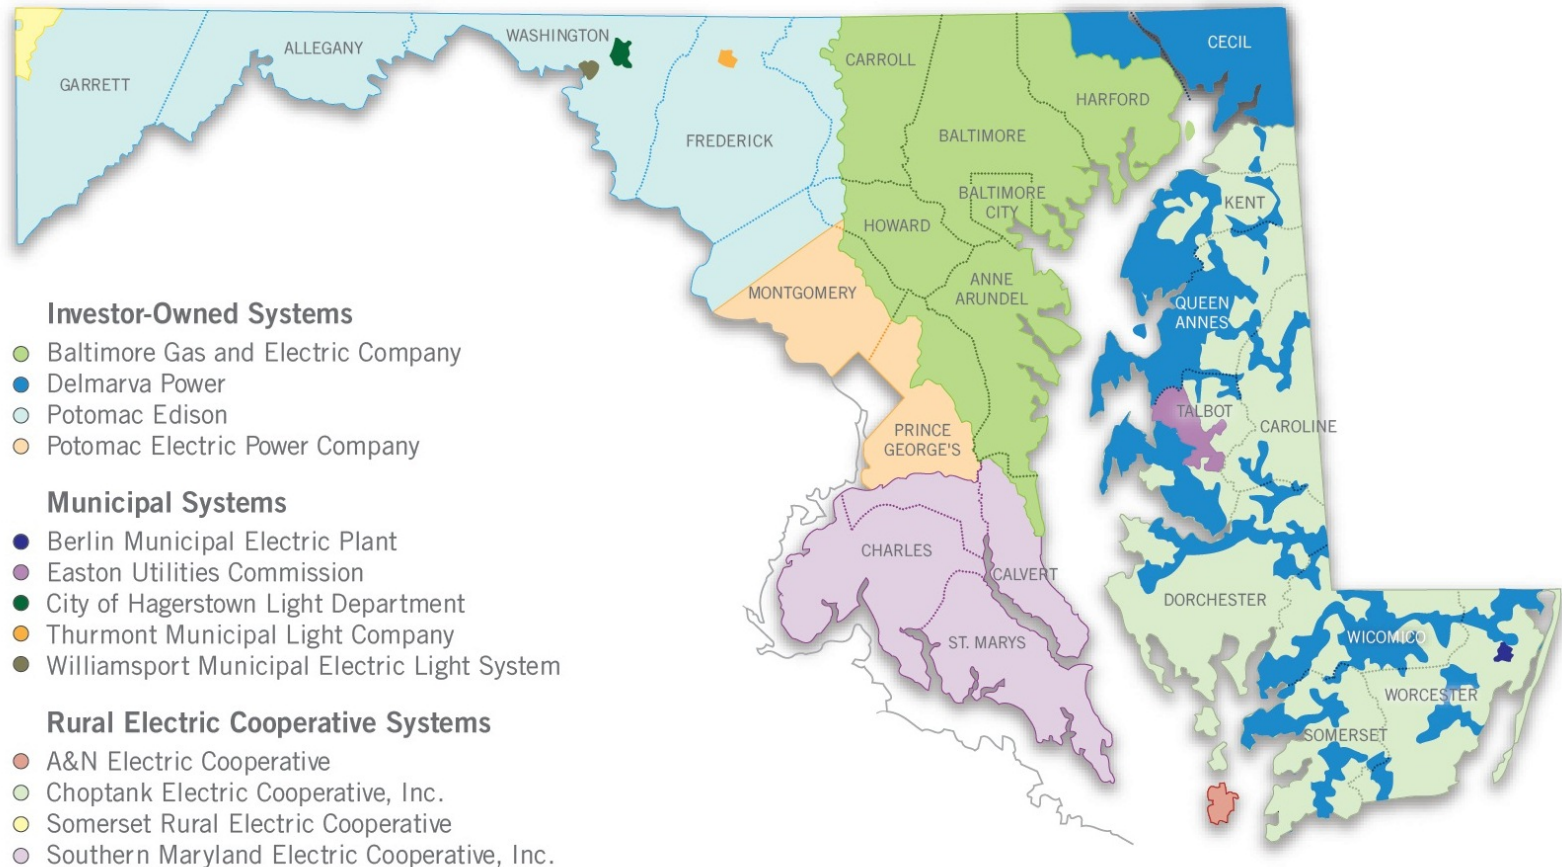 GARRETT
ALLEGANY
WASHINGTON
FREDERICK
CARROLL
BALTIMORE
HARFORD
CECIL
BALTIMORE
CITY
HOWARD
KENT
MONTGOMERY
ANNE
ARUNDEL
QUEEN
ANNES
PRINCE
GEORGE'S
TALBOT
CAROLINE
CHARLES
CALVERT
ST. MARYS
DORCHESTER
WICOMICO
WORCESTER
SOMERSET
Investor-Owned Systems
Baltimore Gas and Electric Company
Delmarva Power
Potomac Edison
Potomac Electric Power Company
Municipal Systems
Berlin Municipal Electric Plant
Easton Utilities Commission
City of Hagerstown Light Department
Thurmont Municipal Light Company
Williamsport Municipal Electric Light System
Rural Electric Cooperative Systems
A&N Electric Cooperative
Choptank Electric Cooperative, Inc.
Somerset Rural Electric Cooperative
Southern Maryland Electric Cooperative, Inc.